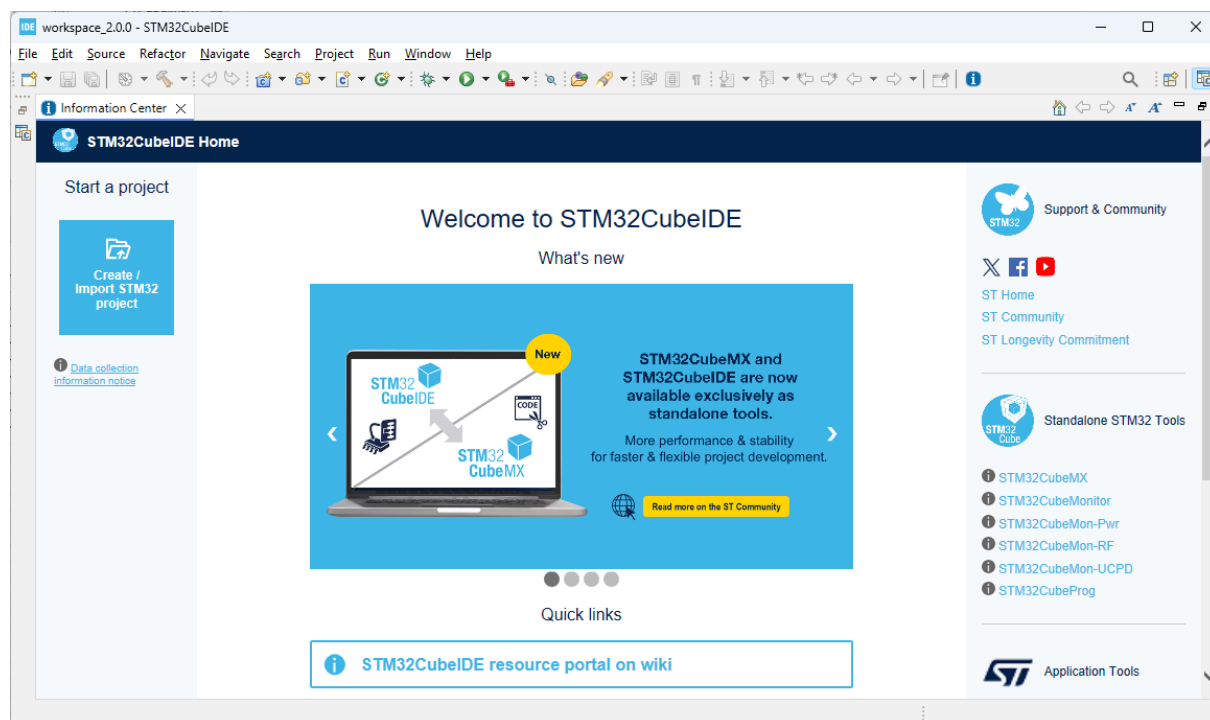 IDE workspace_2.0.0 - STM32CubeIDE
File Edit Source Refactor Navigate Search Project Run Window Help
Information Center
STM32CubeIDE Home
Start a project
Create /
Import STM32
project
Data collection
information notice
Welcome to STM32CubeIDE
What's new
New
STM32
CubeIDE
CODE
STM32
CubeMX
STM32CubeMX and
STM32CubeIDE are now
available exclusively as
standalone tools.
More performance & stability
for faster & flexible project development.
Read more on the ST Community
Quick links
STM32CubeIDE resource portal on wiki
STM32
Support & Community
ST Home
ST Community
ST Longevity Commitment
STM32
Cube
Standalone STM32 Tools
STM32CubeMX
STM32CubeMonitor
STM32CubeMon-Pwr
STM32CubeMon-RF
STM32CubeMon-UCPD
STM32CubeProg
ST
Application Tools